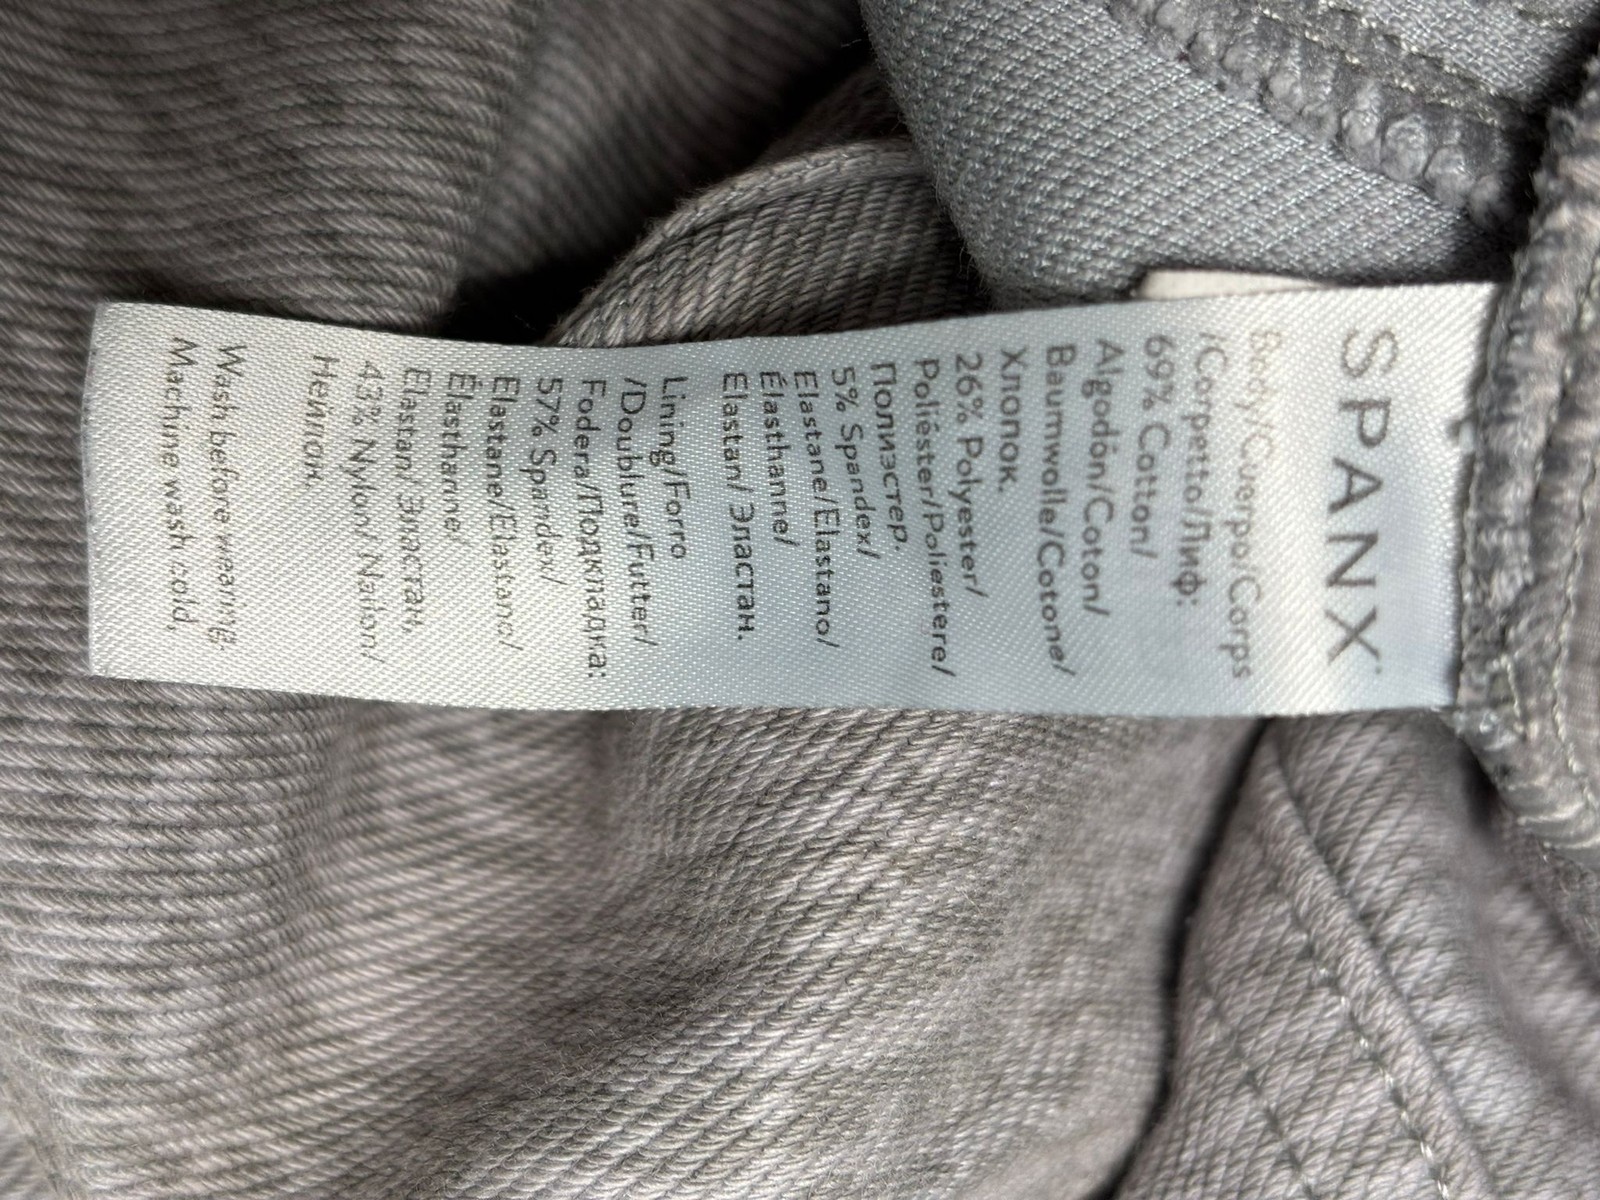 SPANX
Body/Cuerpo/Corps
/Corpetto/Лиф:
69% Cotton/
Algodón/Coton/
Baumwolle/Cotone/
Хлопок.
26% Polyester/
Poliéster/Poliestere/
Полиэстер.
5% Spandex/
Elastane/Elastano/
Élasthanne/
Elastan/ Эластан.
Lining/Forro
/Doublure/Futter/
Fodera/Подкладка:
57% Spandex/
Elastane/Elastano/
Élasthanne/
Elastan/ Эластан,
43% Nylon/ Nailon/
Нейлон.
Wash before wearing.
Machine wash cold,